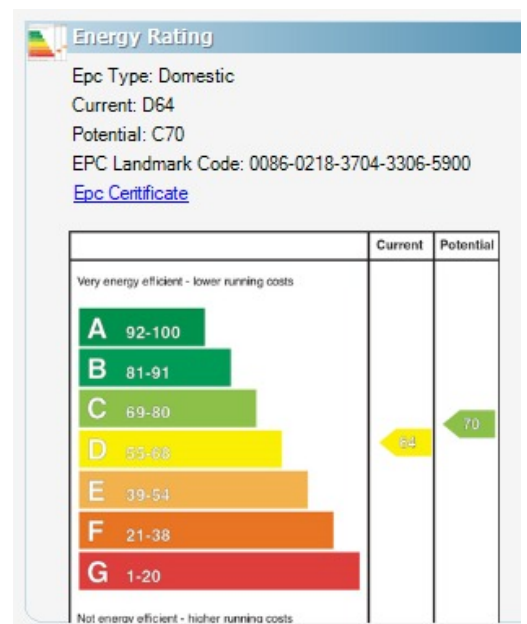 Energy Rating
Epc Type: Domestic
Current: D64
Potential: C70
EPC Landmark Code: 0086-0218-3704-3306-5900
Epc Ceritificate
Current Potential
Very energy efficient - lower running costs
A 92-100
B 81-91
C 69-80
70
D 55-68
64
E 39-54
F 21-38
G 1-20
Not energy efficient - higher running costs